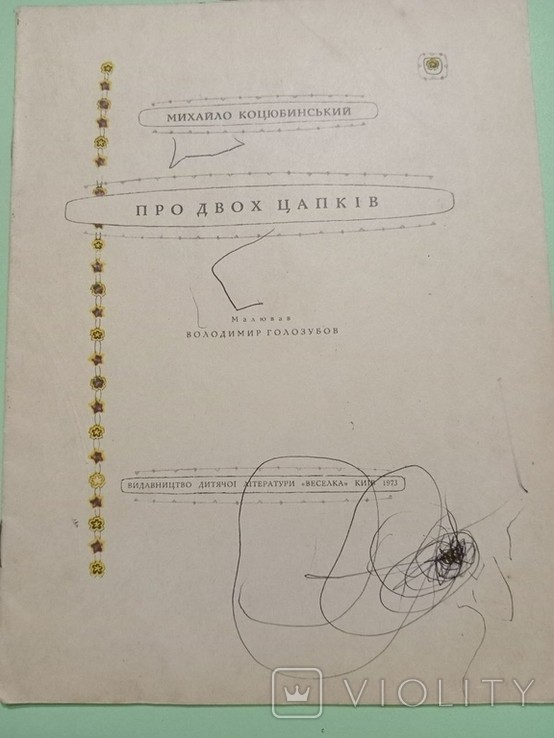 МИХАЙЛО КОЦЮБИНСЬКИЙ
ПРО ДВОХ ЦАПКІВ
Малював
ВОЛОДИМИР ГОЛОЗУБОВ
ВИДАВНИЦТВО ДИТЯЧОЇ ЛІТЕРАТУРИ «ВЕСЕЛКА» КИЇВ 1973
VIOLITY